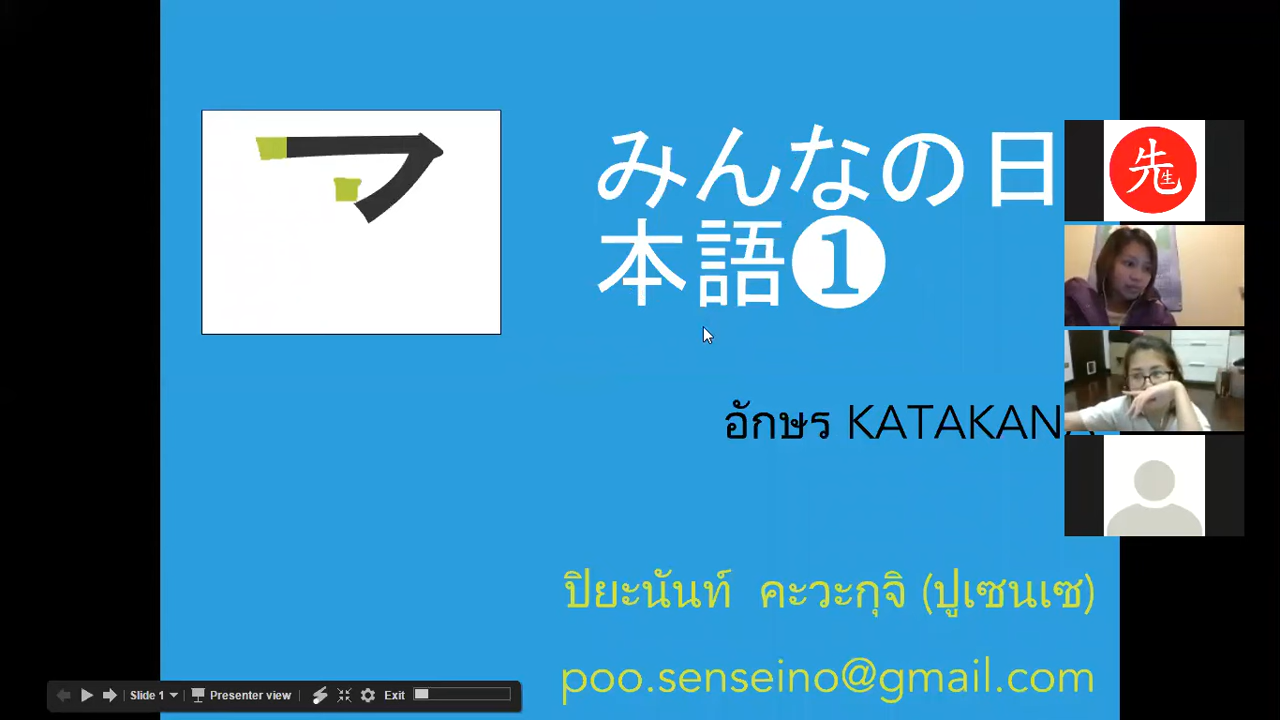 みんなの日
本語❶
先生
อักษร KATAKANA
ปิยะนันท์ คะวะกุจิ (ปูเซนเซ)
poo.senseino@gmail.com
Slide 1
Presenter view
Exit